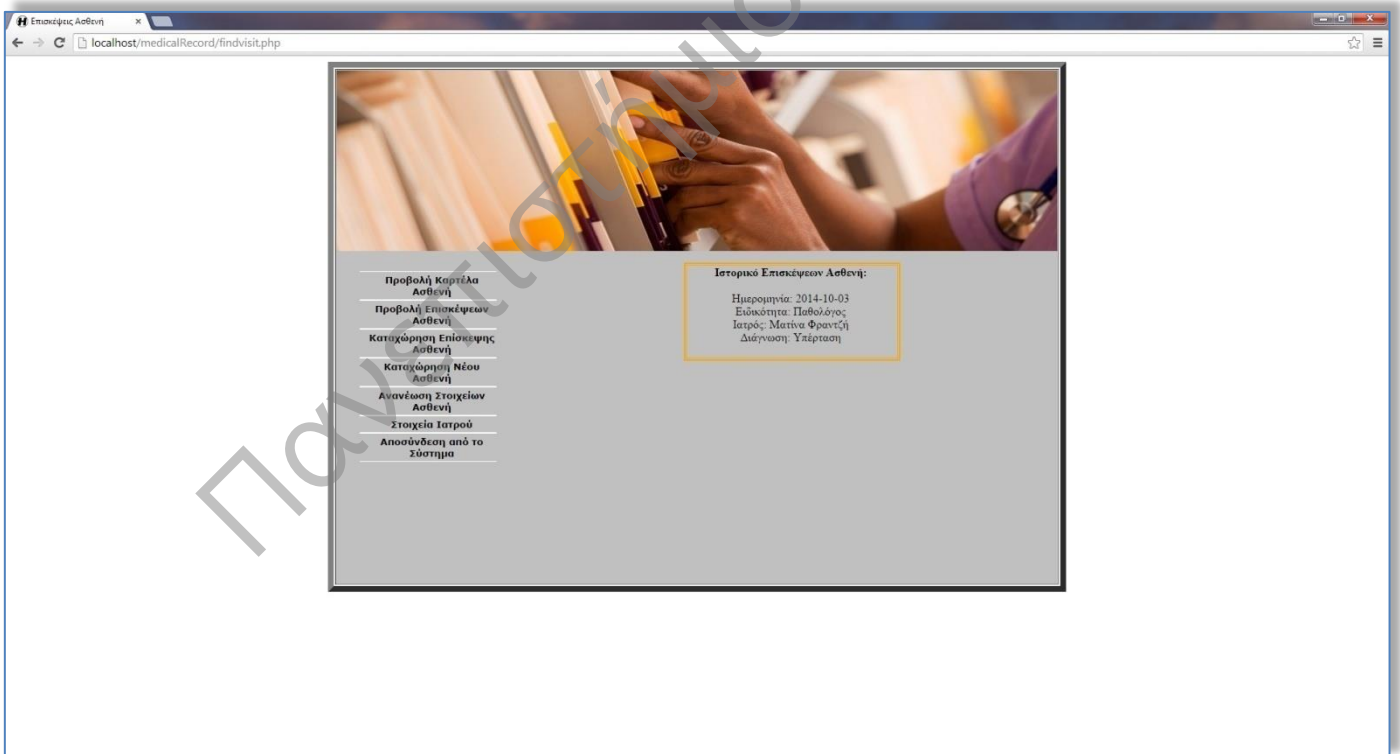 Επισκέψεις Ασθενή
localhost/medicalRecord/findvisit.php
Προβολή Καρτέλα
Ασθενή
Προβολή Επισκέψεων
Ασθενή
Καταχώρηση Επίσκεψης
Ασθενή
Καταχώρηση Νέου
Ασθενή
Ανανέωση Στοιχείων
Ασθενή
Στοιχεία Ιατρού
Αποσύνδεση από το
Σύστημα
Ιστορικό Επισκέψεων Ασθενή:
Ημερομηνία: 2014-10-03
Ειδικότητα: Παθολόγος
Ιατρός: Ματίνα Φραντζή
Διάγνωση: Υπέρταση